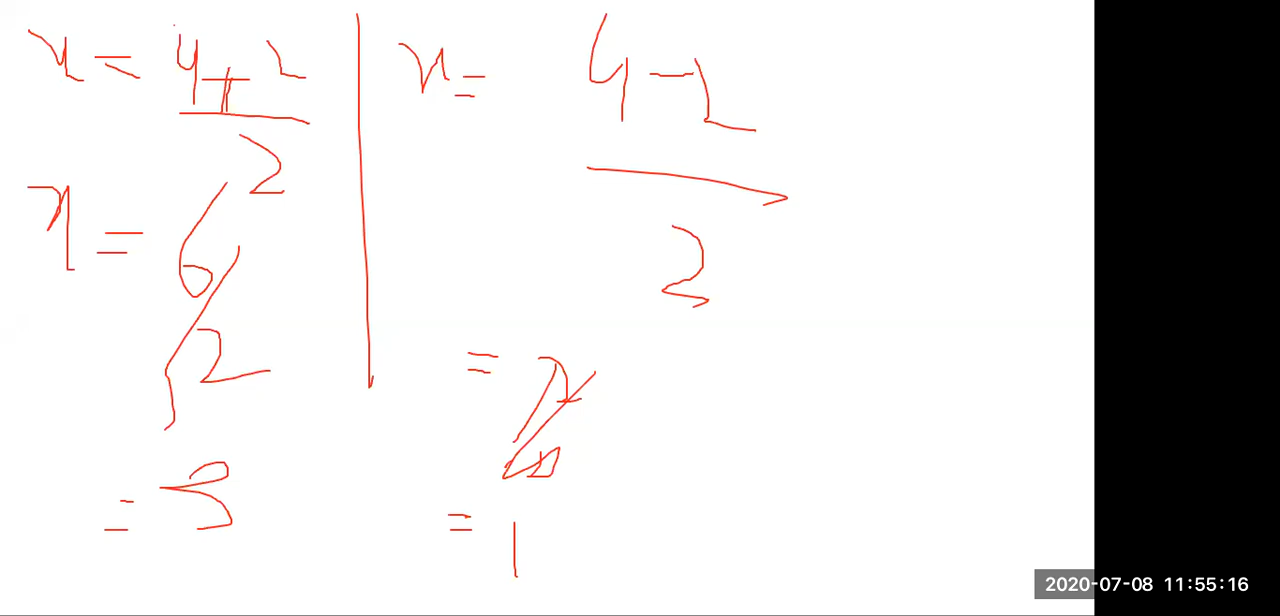 x = 4+2
2
x = 6/2
= 3
x = 4-2
2
= 2/2
= 1
2020-07-08 11:55:16